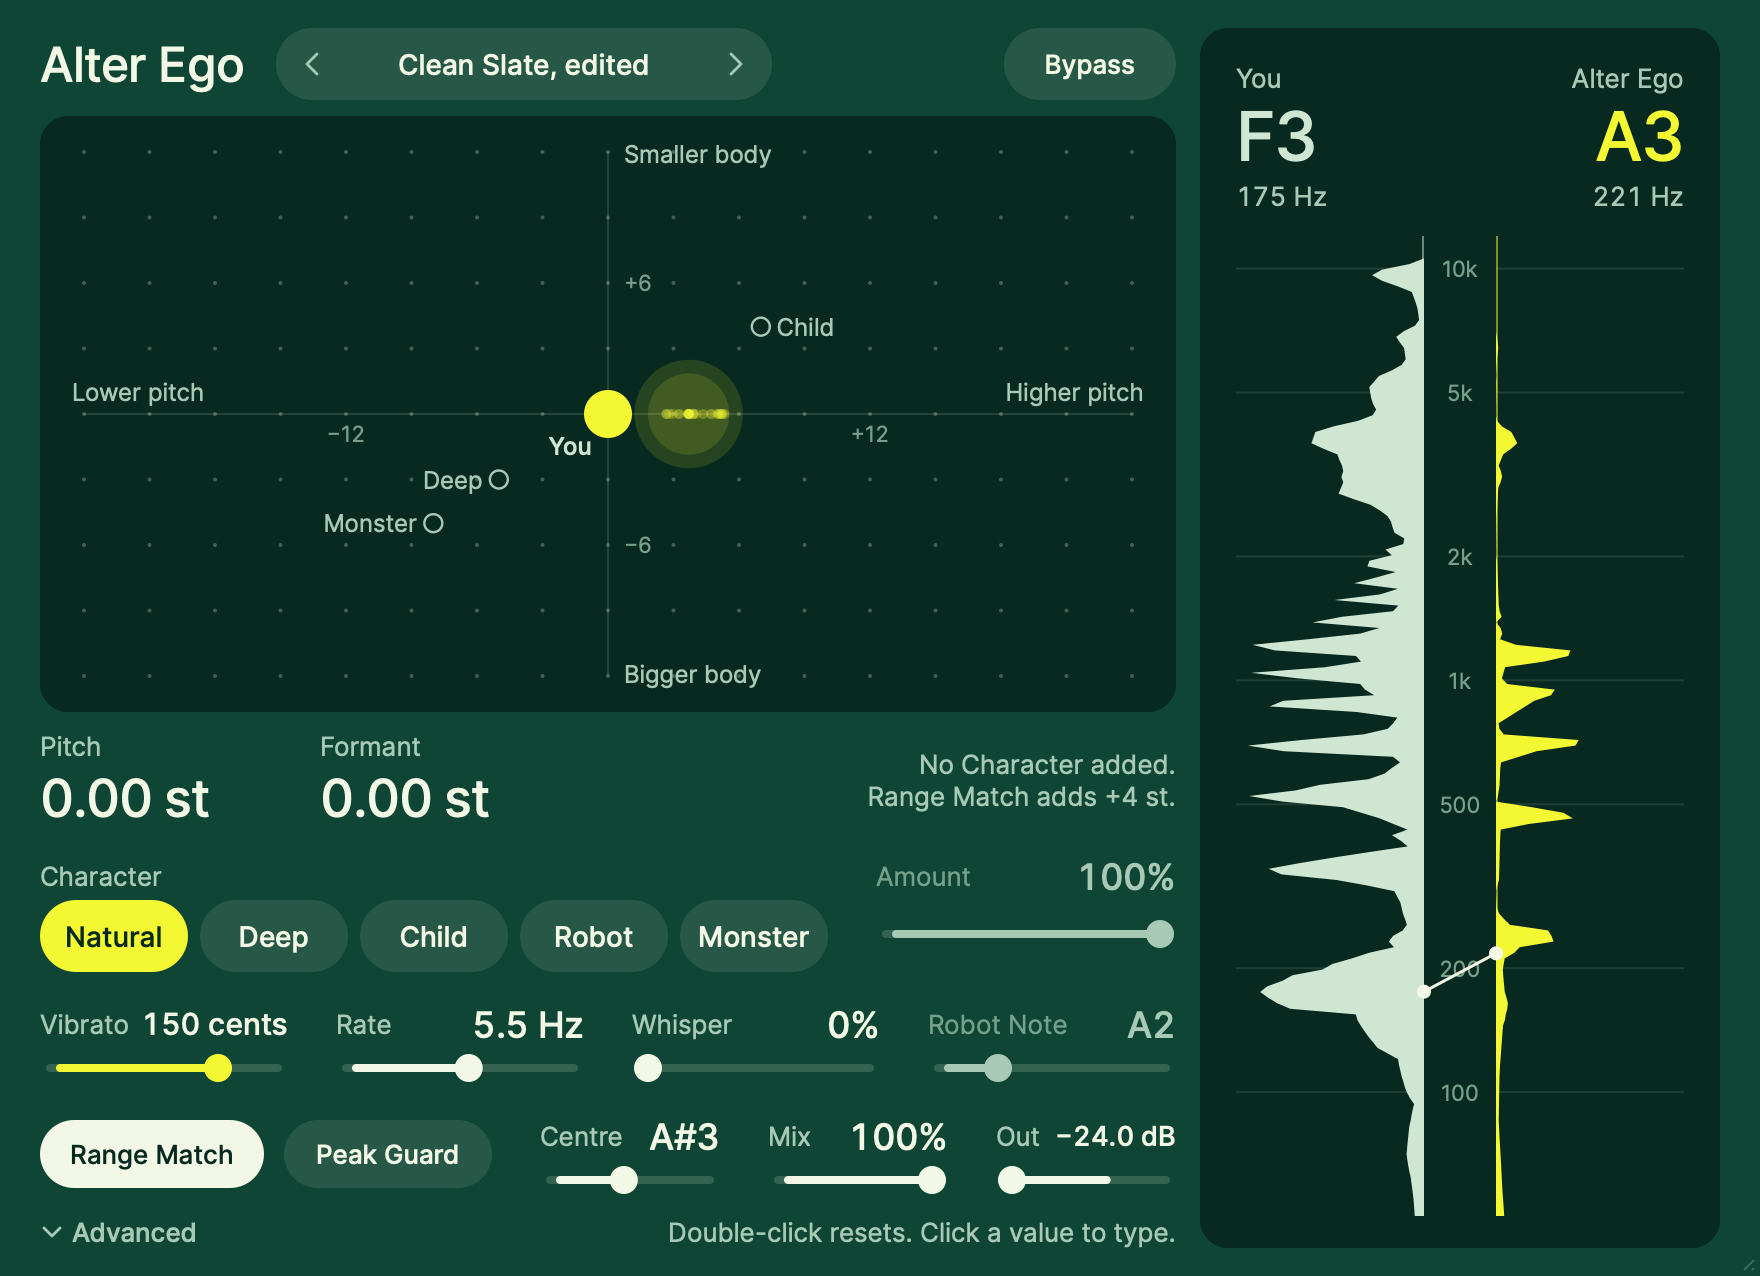 Alter Ego
Clean Slate, edited
Bypass
Smaller body
+6
Child
Lower pitch
Higher pitch
−12
+12
You
Deep
Monster
−6
Bigger body
You
Alter Ego
F3
A3
175 Hz
221 Hz
10k
5k
2k
1k
500
200
100
Pitch
Formant
0.00 st
0.00 st
No Character added.
Range Match adds +4 st.
Character
Amount
100%
Natural
Deep
Child
Robot
Monster
Vibrato 150 cents
Rate 5.5 Hz
Whisper 0%
Robot Note A2
Range Match
Peak Guard
Centre A#3
Mix 100%
Out −24.0 dB
Advanced
Double-click resets. Click a value to type.